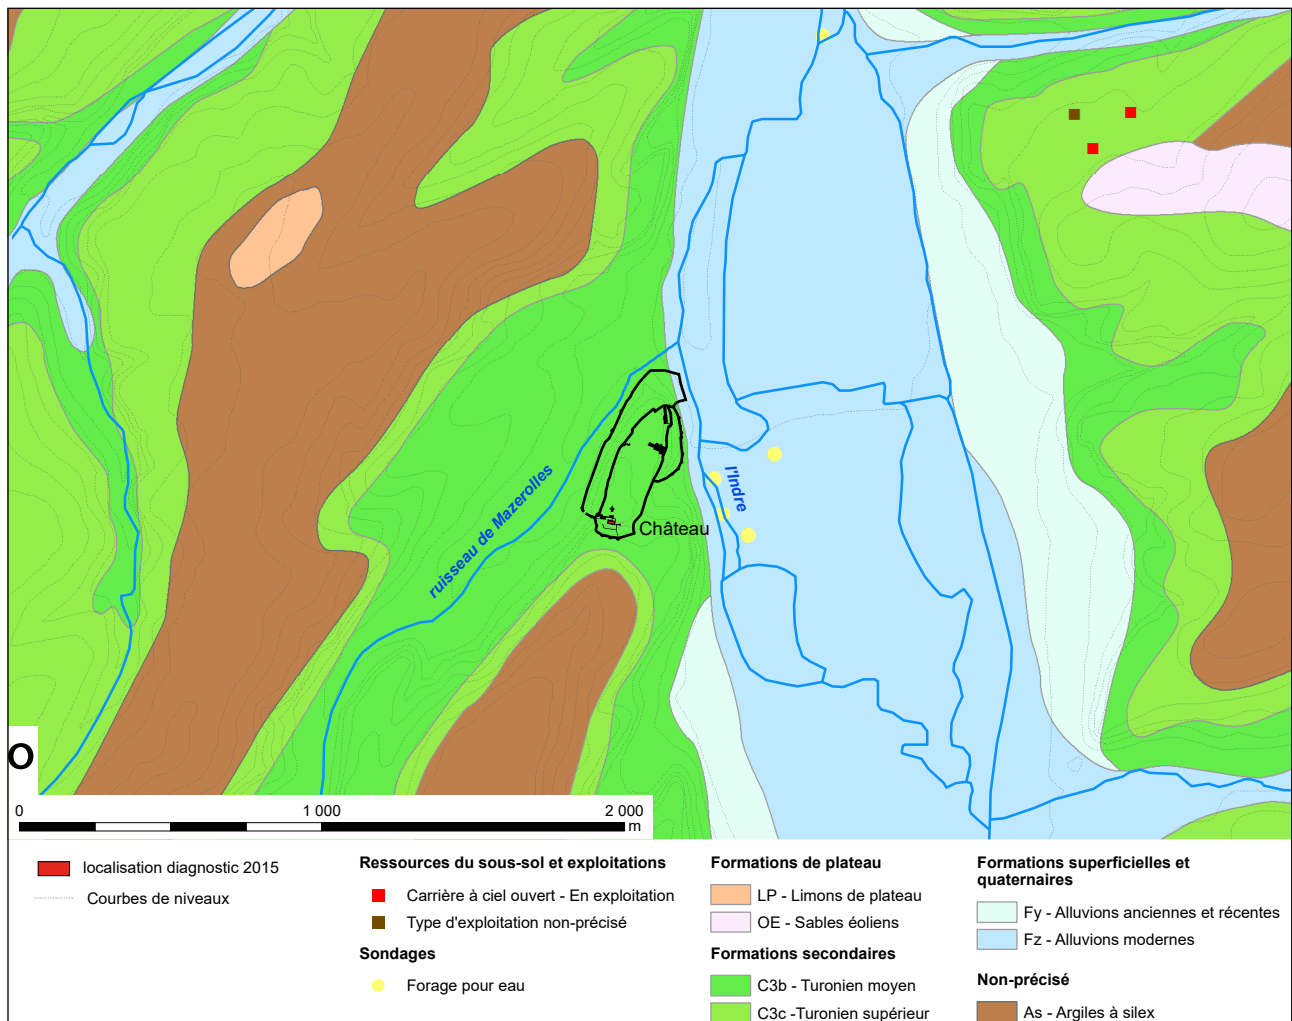 ruisseau de Mazerolles
l'Indre
Château
O
0 1 000 2 000
m
localisation diagnostic 2015
Courbes de niveaux
Ressources du sous-sol et exploitations
Carrière à ciel ouvert - En exploitation
Type d'exploitation non-précisé
Sondages
Forage pour eau
Formations de plateau
LP - Limons de plateau
OE - Sables éoliens
Formations secondaires
C3b - Turonien moyen
C3c -Turonien supérieur
Formations superficielles et
quaternaires
Fy - Alluvions anciennes et récentes
Fz - Alluvions modernes
Non-précisé
As - Argiles à silex